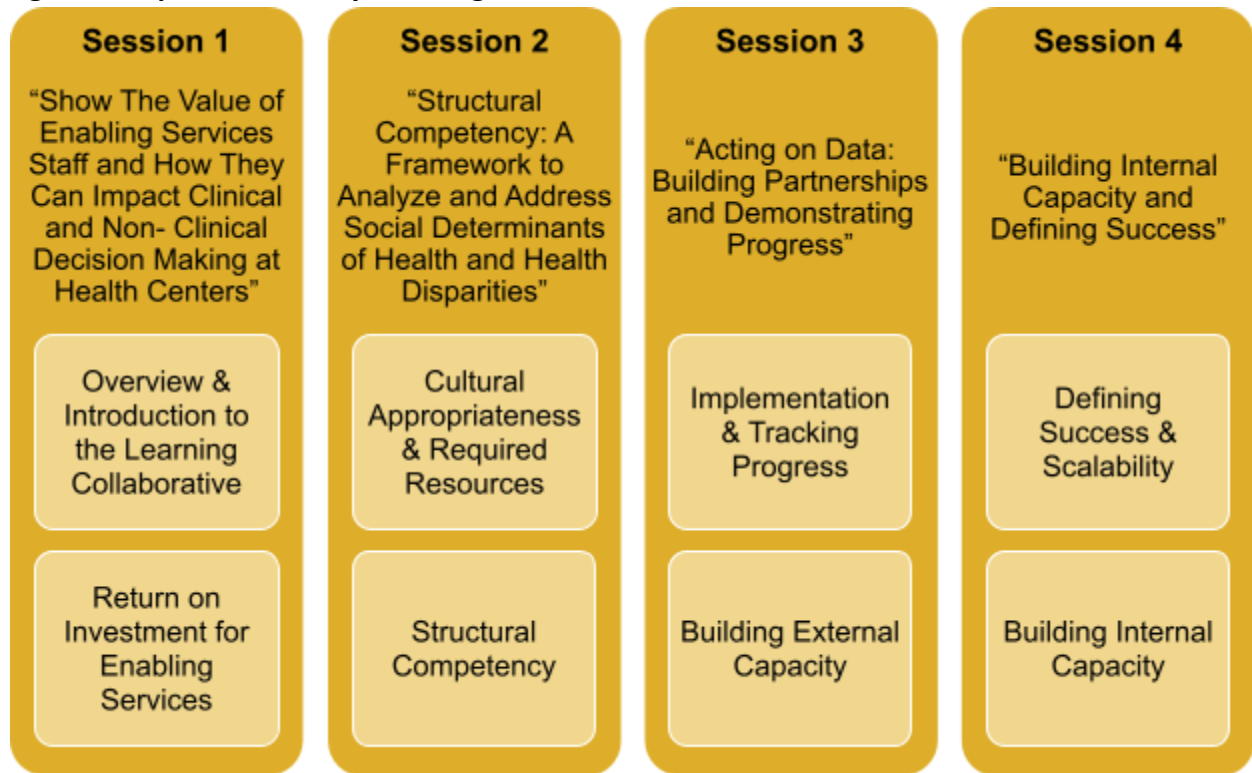 Session 1
“Show The Value of
Enabling Services
Staff and How They
Can Impact Clinical
and Non- Clinical
Decision Making at
Health Centers”
Overview &
Introduction to
the Learning
Collaborative
Return on
Investment for
Enabling
Services
Session 2
“Structural
Competency: A
Framework to
Analyze and Address
Social Determinants
of Health and Health
Disparities”
Cultural
Appropriateness
& Required
Resources
Structural
Competency
Session 3
“Acting on Data:
Building Partnerships
and Demonstrating
Progress”
Implementation
& Tracking
Progress
Building External
Capacity
Session 4
“Building Internal
Capacity and
Defining Success”
Defining
Success &
Scalability
Building Internal
Capacity